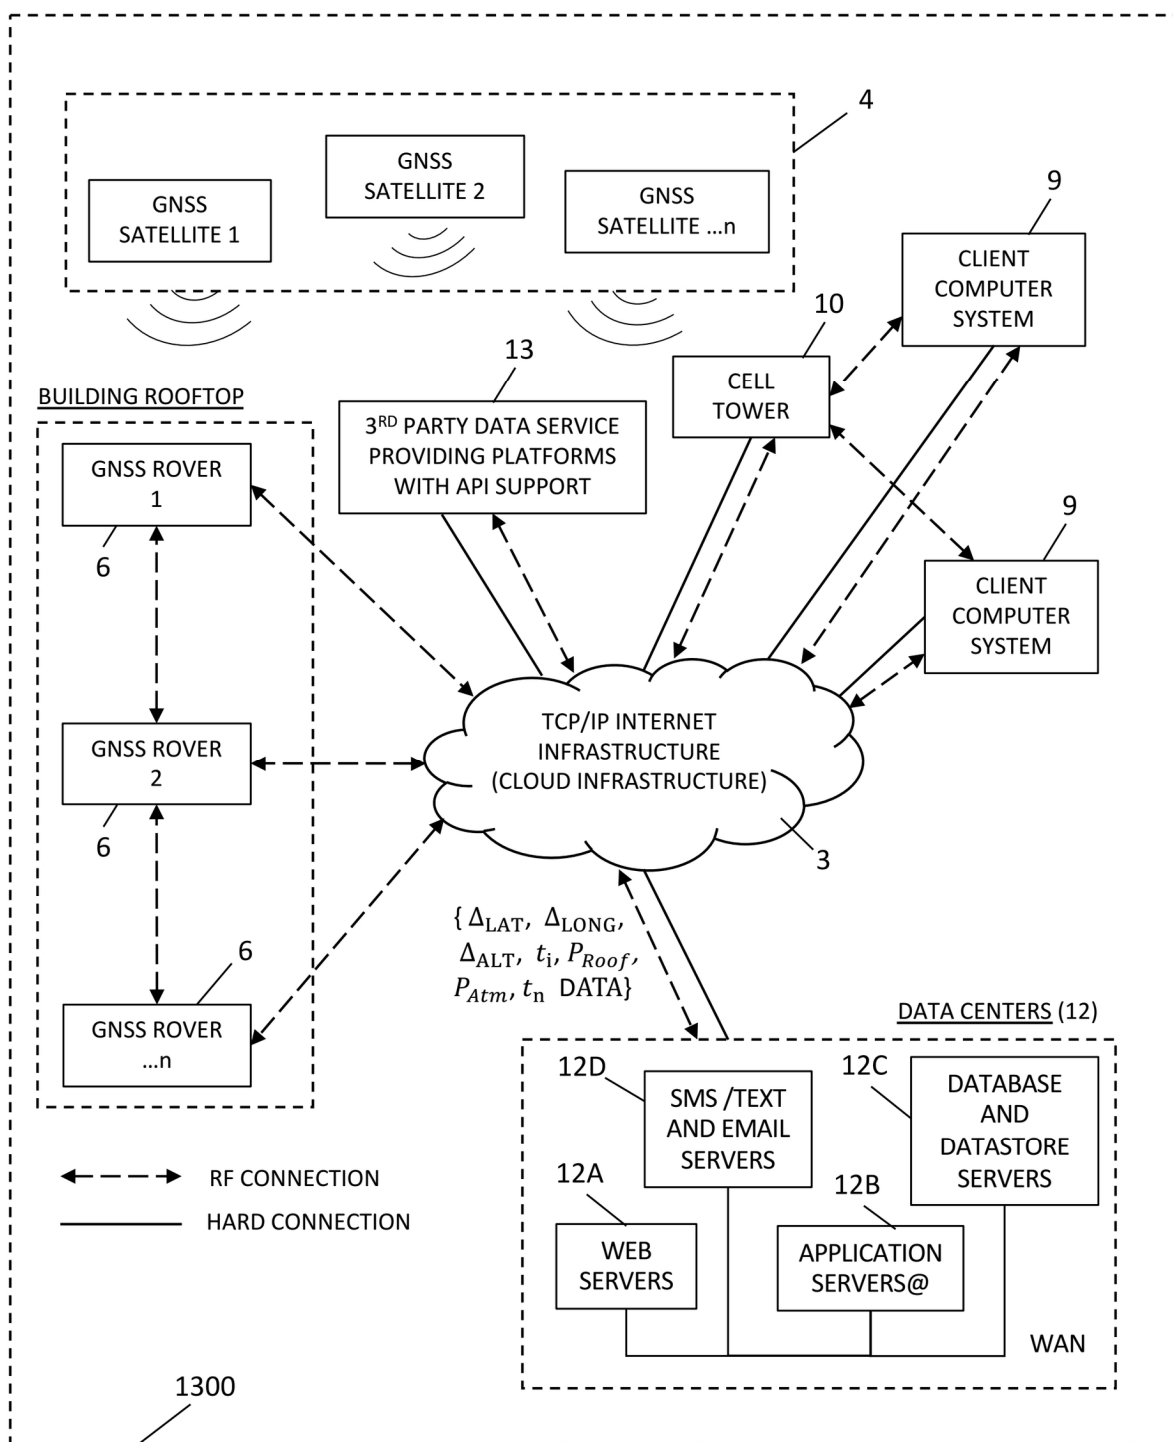 4
GNSS
SATELLITE 1
GNSS
SATELLITE 2
GNSS
SATELLITE ...n
9
CLIENT
COMPUTER
SYSTEM
10
CELL
TOWER
13
3RD PARTY DATA SERVICE
PROVIDING PLATFORMS
WITH API SUPPORT
BUILDING ROOFTOP
GNSS ROVER
1
6
9
CLIENT
COMPUTER
SYSTEM
GNSS ROVER
2
6
TCP/IP INTERNET
INFRASTRUCTURE
(CLOUD INFRASTRUCTURE)
3
6
GNSS ROVER
...n
{ ΔLAT, ΔLONG,
ΔALT, ti, PRoof,
PAtm, tn DATA}
DATA CENTERS (12)
12D
SMS /TEXT
AND EMAIL
SERVERS
12C
DATABASE
AND
DATASTORE
SERVERS
12A
WEB
SERVERS
12B
APPLICATION
SERVERS@
WAN
RF CONNECTION
HARD CONNECTION
1300